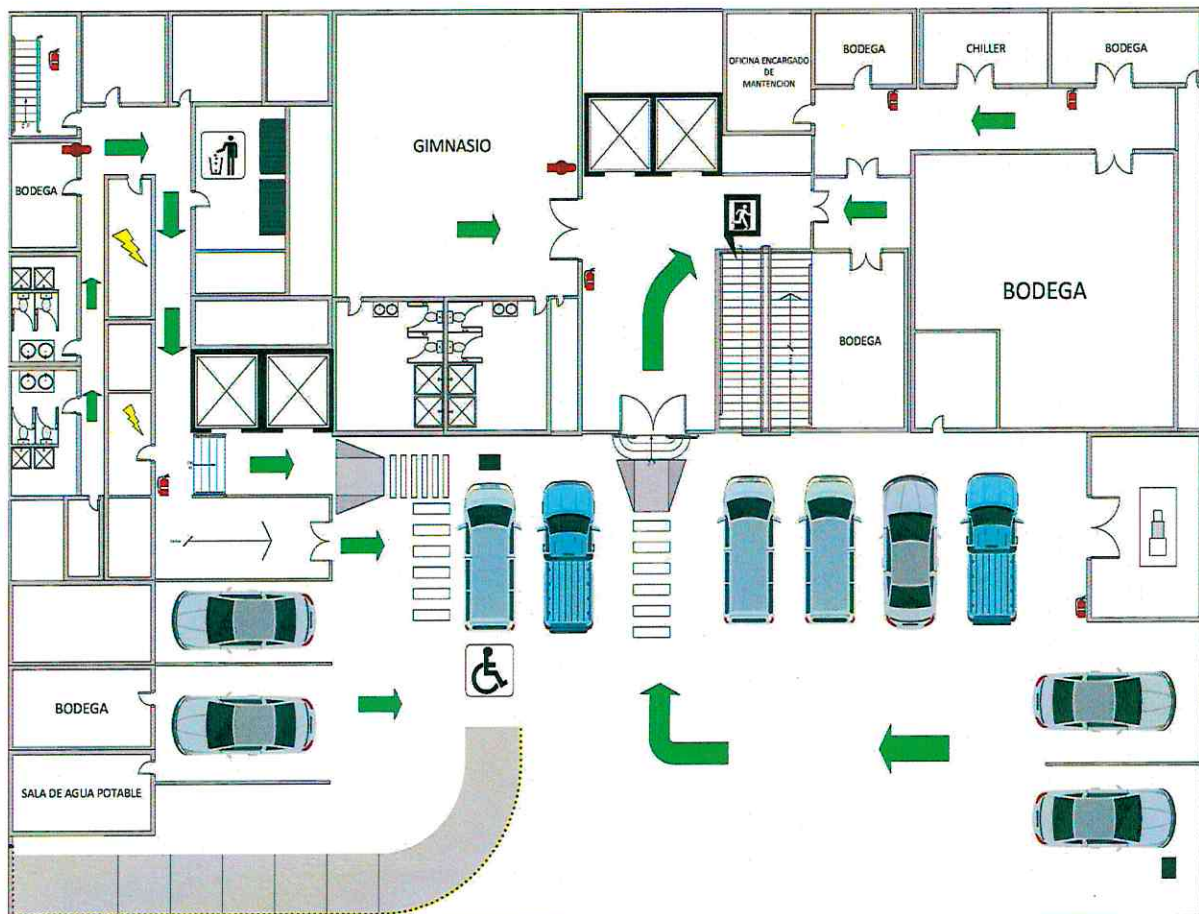 BODEGA
CHILLER
BODEGA
OFICINA ENCARGADO
DE
MANTENCION
GIMNASIO
BODEGA
BODEGA
BODEGA
BODEGA
SALA DE AGUA POTABLE